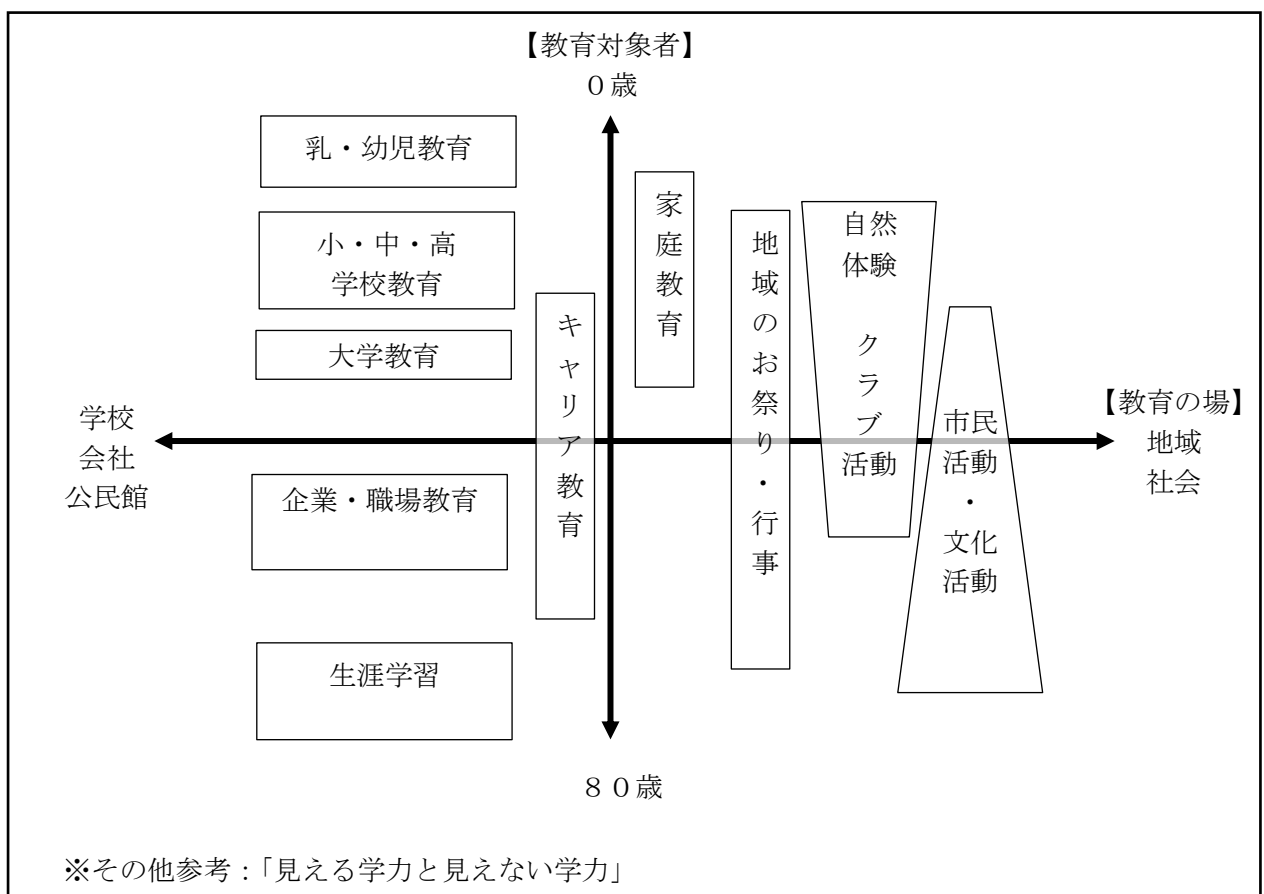 【教育対象者】
０歳
乳・幼児教育
小・中・高
学校教育
大学教育
企業・職場教育
生涯学習
キャリア教育
家庭教育
地域のお祭り・行事
自然
体験
クラブ
活動
市民
活動
・
文化
活動
学校
会社
公民館
【教育の場】
地域
社会
８０歳
※その他参考：「見える学力と見えない学力」